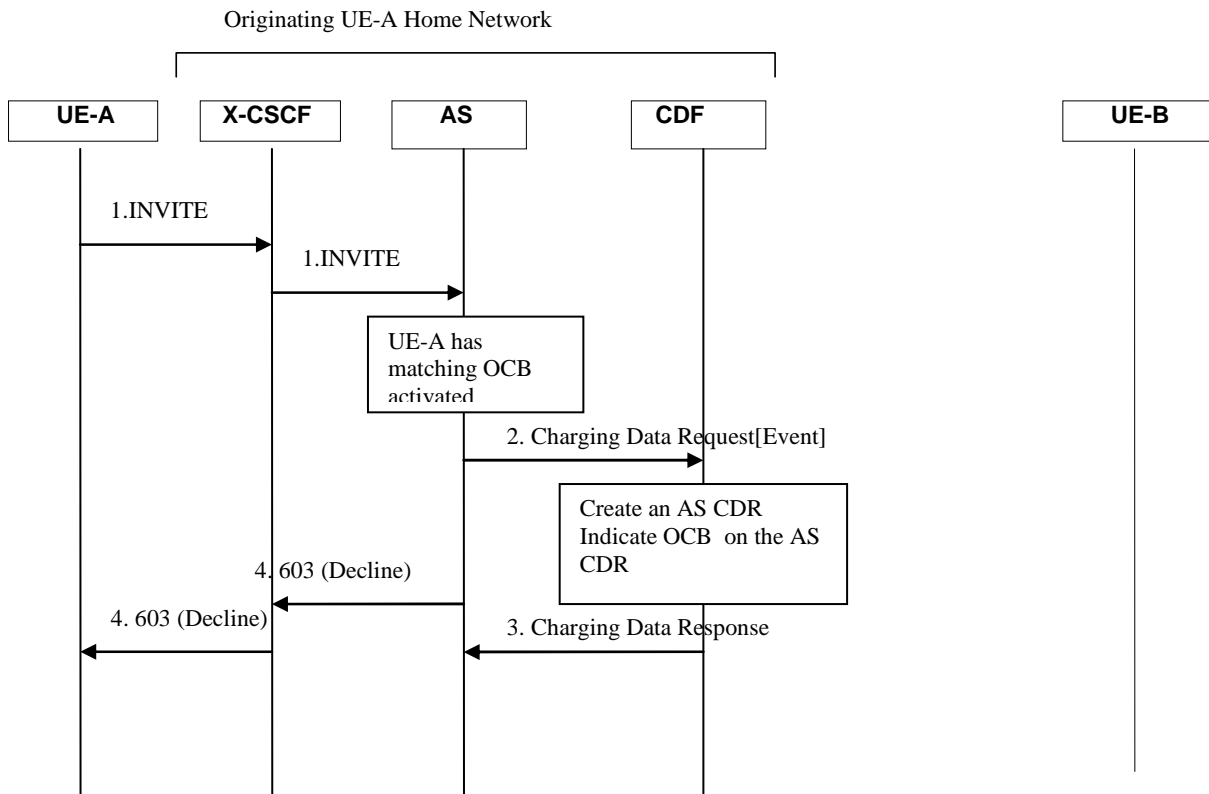 Originating UE-A Home Network
UE-A
X-CSCF
AS
CDF
UE-B
1.INVITE
1.INVITE
UE-A has
matching OCB
activated
2. Charging Data Request[Event]
Create an AS CDR
Indicate OCB on the AS
CDR
4. 603 (Decline)
4. 603 (Decline)
3. Charging Data Response